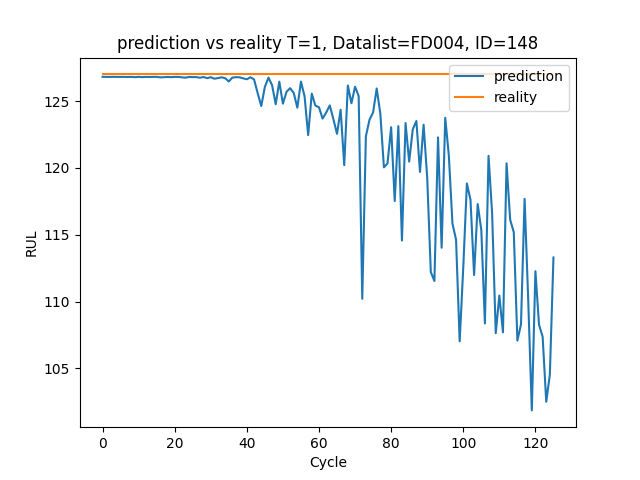 prediction vs reality T=1, Datalist=FD004, ID=148
prediction
reality
RUL
125
120
115
110
105
0 20 40 60 80 100 120
Cycle